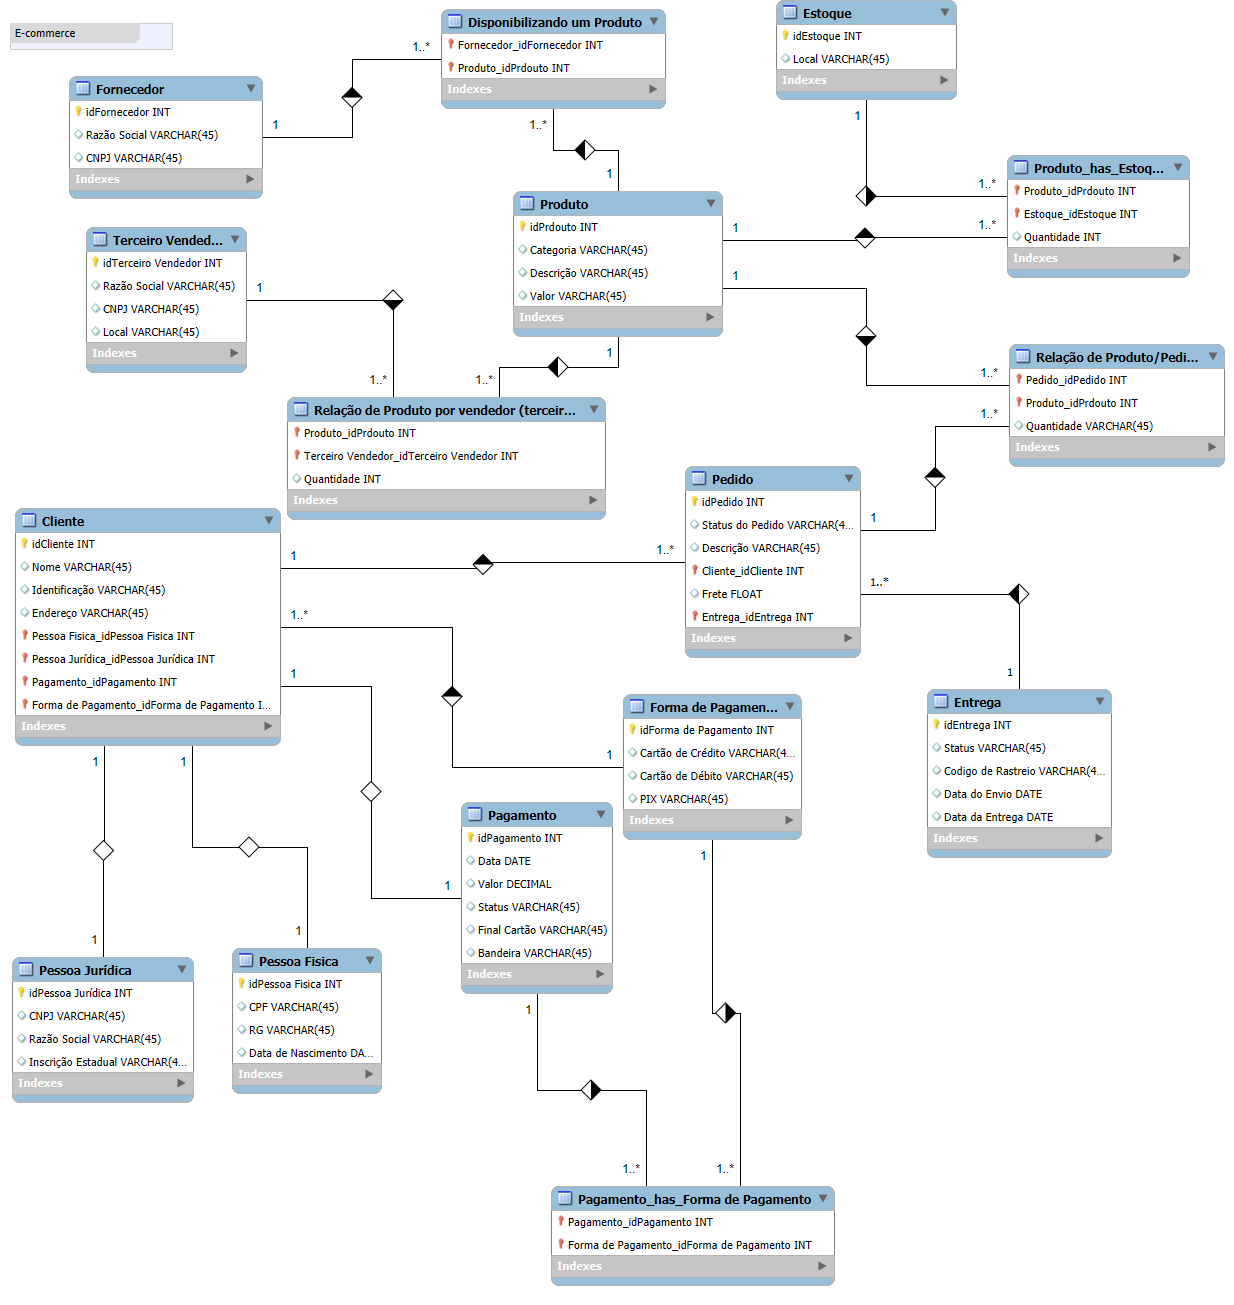 E-commerce
Disponibilizando um Produto
Fornecedor_idFornecedor INT
Produto_idPrdouto INT
Indexes
Estoque
idEstoque INT
Local VARCHAR(45)
Indexes
Fornecedor
idFornecedor INT
Razão Social VARCHAR(45)
CNPJ VARCHAR(45)
Indexes
1..*
1
1..*
1
1
1..*
Produto_has_Estoq...
Produto_idPrdouto INT
Estoque_idEstoque INT
Quantidade INT
Indexes
Produto
idPrdouto INT
Categoria VARCHAR(45)
Descrição VARCHAR(45)
Valor VARCHAR(45)
Indexes
1
1..*
1
1..*
Terceiro Vended...
idTerceiro Vendedor INT
Razão Social VARCHAR(45)
CNPJ VARCHAR(45)
Local VARCHAR(45)
Indexes
1
1..*
1
1..*
Relação de Produto/Pedi...
Pedido_idPedido INT
Produto_idPrdouto INT
Quantidade VARCHAR(45)
Indexes
1..*
1
Relação de Produto por vendedor (terceir...
Produto_idPrdouto INT
Terceiro Vendedor_idTerceiro Vendedor INT
Quantidade INT
Indexes
Pedido
idPedido INT
Status do Pedido VARCHAR(4...
Descrição VARCHAR(45)
Cliente_idCliente INT
Frete FLOAT
Entrega_idEntrega INT
Indexes
Cliente
idCliente INT
Nome VARCHAR(45)
Identificação VARCHAR(45)
Endereço VARCHAR(45)
Pessoa Fisica_idPessoa Fisica INT
Pessoa Jurídica_idPessoa Jurídica INT
Pagamento_idPagamento INT
Forma de Pagamento_idForma de Pagamento I...
Indexes
1
1..*
1..*
1
1..*
1
1
1
Entrega
idEntrega INT
Status VARCHAR(45)
Codigo de Rastreio VARCHAR(4...
Data do Envio DATE
Data da Entrega DATE
Indexes
Forma de Pagamen...
idForma de Pagamento INT
Cartão de Crédito VARCHAR(4...
Cartão de Débito VARCHAR(45)
PIX VARCHAR(45)
Indexes
Pagamento
idPagamento INT
Data DATE
Valor DECIMAL
Status VARCHAR(45)
Final Cartão VARCHAR(45)
Bandeira VARCHAR(45)
Indexes
1
1
1
1
Pessoa Jurídica
idPessoa Jurídica INT
CNPJ VARCHAR(45)
Razão Social VARCHAR(45)
Inscrição Estadual VARCHAR(4...
Indexes
Pessoa Fisica
idPessoa Fisica INT
CPF VARCHAR(45)
RG VARCHAR(45)
Data de Nascimento DA...
Indexes
1
1
1..*
1..*
Pagamento_has_Forma de Pagamento
Pagamento_idPagamento INT
Forma de Pagamento_idForma de Pagamento INT
Indexes